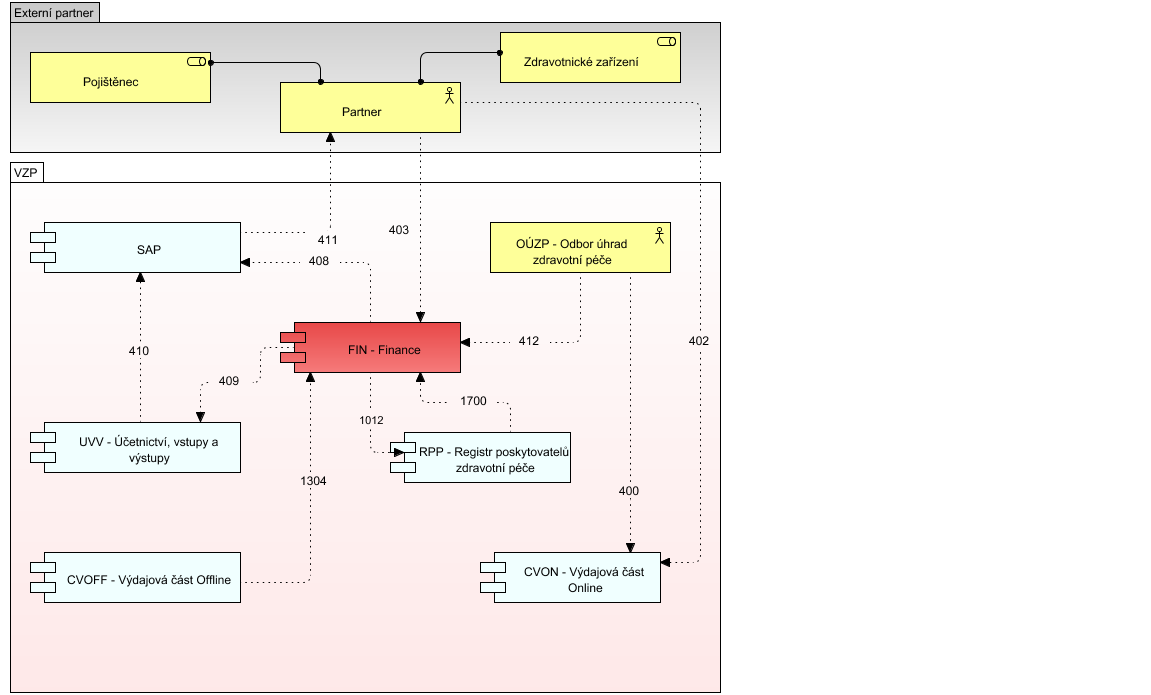 Externí partner
Pojištěnec
Zdravotnické zařízení
Partner
VZP
SAP
411
403
OÚZP - Odbor úhrad
zdravotní péče
408
410
FIN - Finance
412
402
409
1012
1700
UVV - Účetnictví, vstupy a
výstupy
RPP - Registr poskytovatelů
zdravotní péče
1304
400
CVOFF - Výdajová část Offline
CVON - Výdajová část
Online